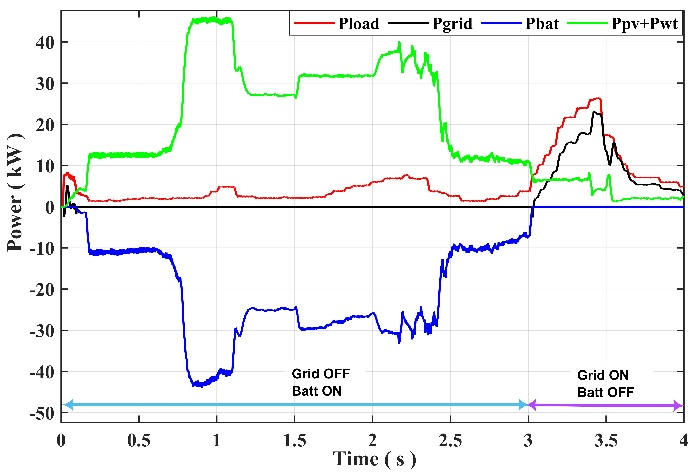 Pload Pgrid Pbat Ppv+Pwt
Power ( kW )
40
30
20
10
0
-10
-20
-30
-40
-50
Grid OFF
Batt ON
Grid ON
Batt OFF
0 0.5 1 1.5 2 2.5 3 3.5 4
Time ( s )